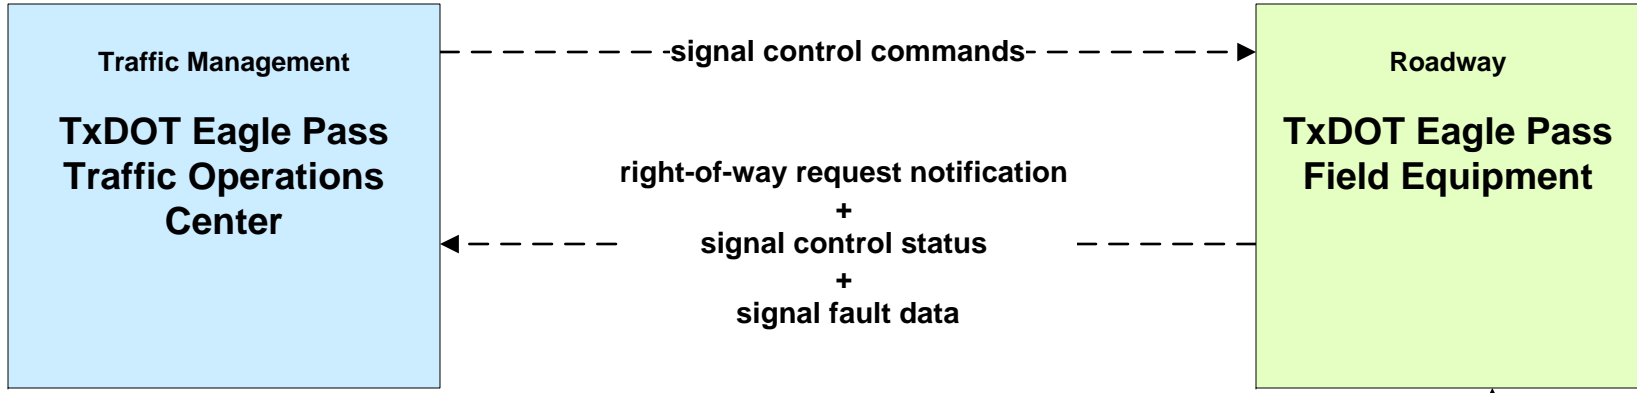 Traffic Management
TxDOT Eagle Pass
Traffic Operations
Center
signal control commands
right-of-way request notification
+
signal control status
+
signal fault data
Roadway
TxDOT Eagle Pass
Field Equipment